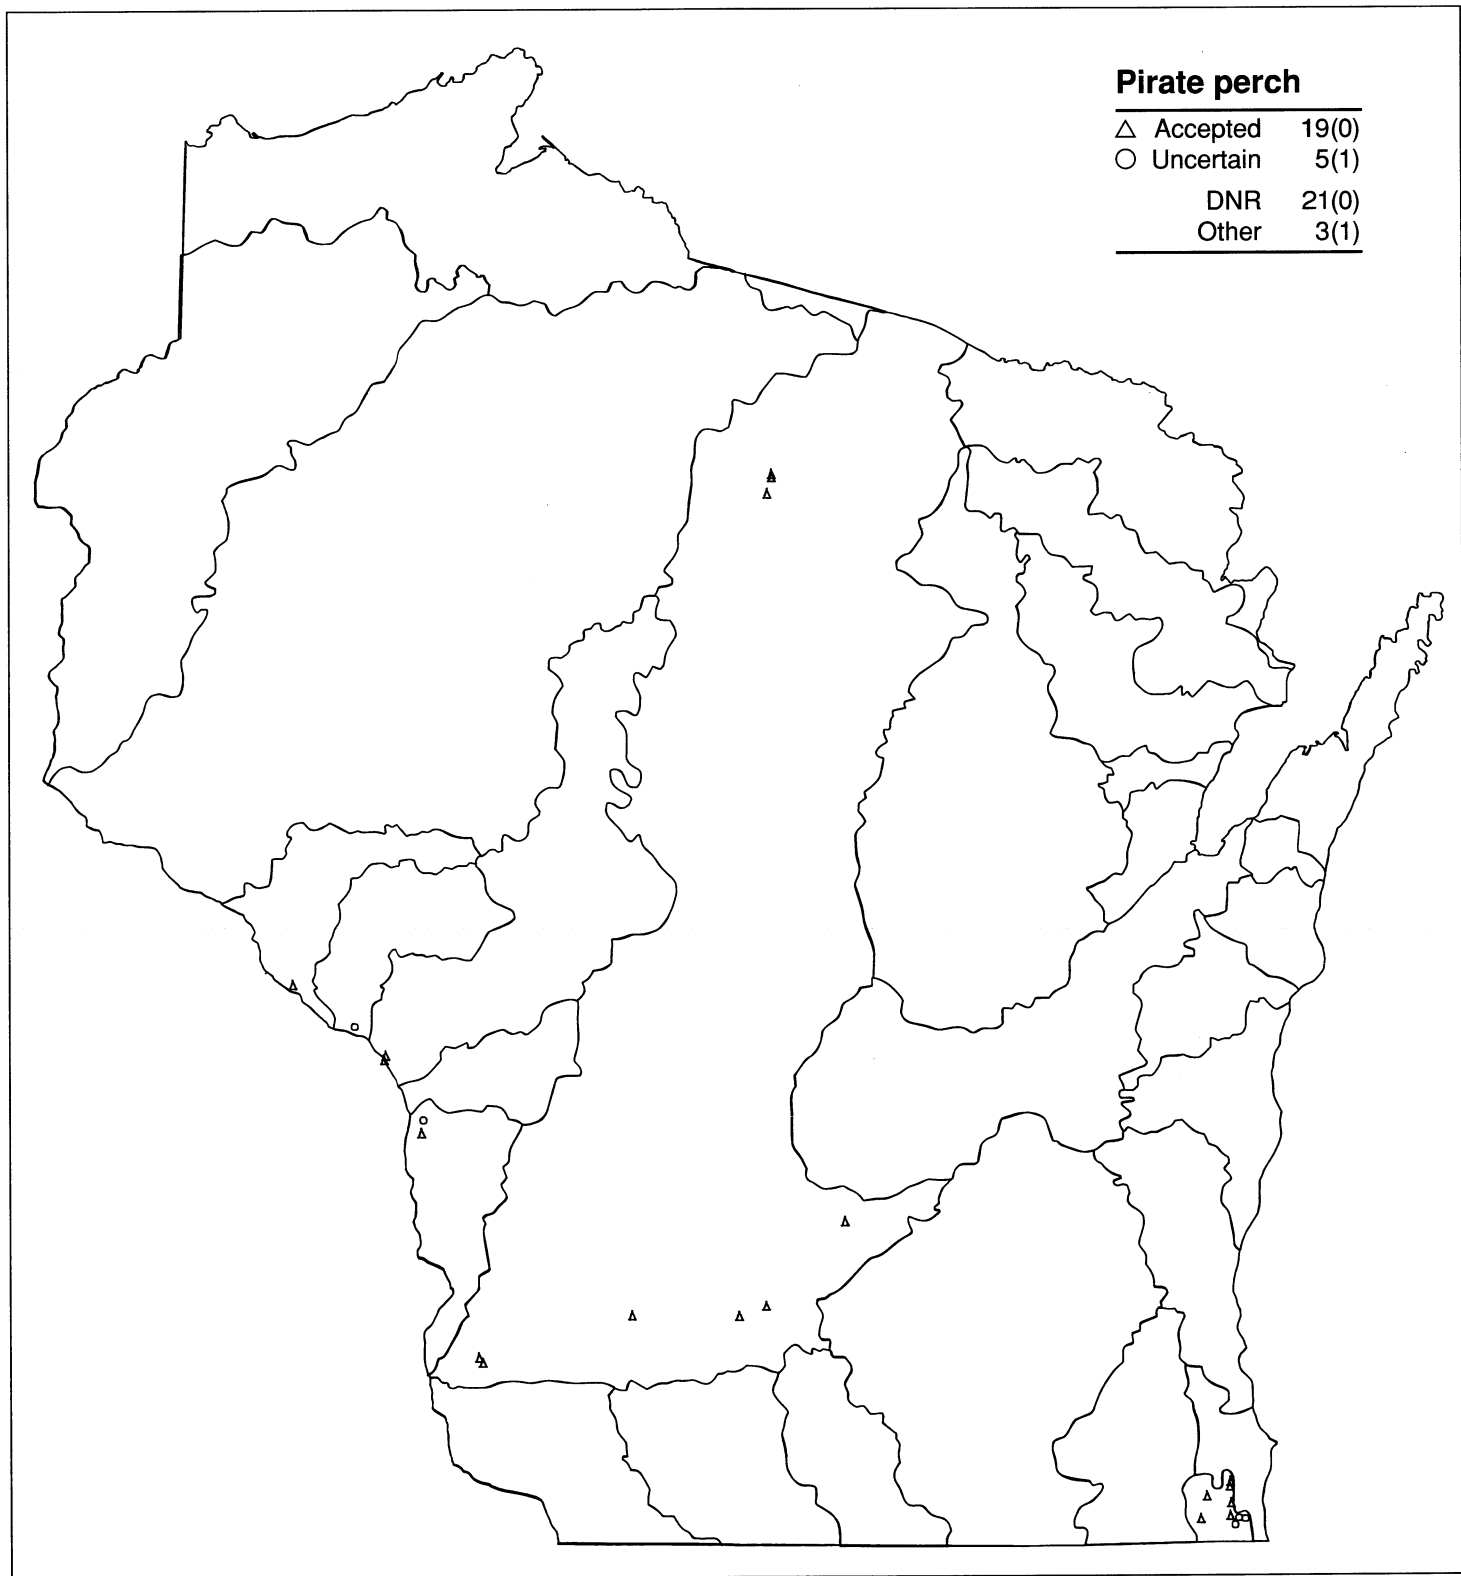 Pirate perch
△ Accepted 19(0)
○ Uncertain 5(1)
DNR 21(0)
Other 3(1)